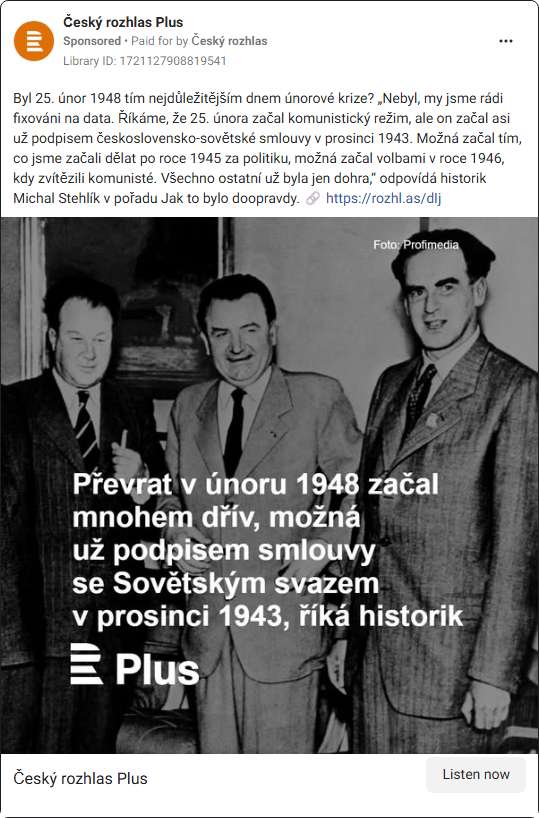 Český rozhlas Plus
Sponsored • Paid for by Český rozhlas
Library ID: 1721127908819541
Byl 25. únor 1948 tím nejdůležitějším dnem únorové krize? „Nebyl, my jsme rádi
fixováni na data. Říkáme, že 25. února začal komunistický režim, ale on začal asi
už podpisem československo-sovětské smlouvy v prosinci 1943. Možná začal tím,
co jsme začali dělat po roce 1945 za politiku, možná začal volbami v roce 1946,
kdy zvítězili komunisté. Všechno ostatní už byla jen dohra,“ odpovídá historik
Michal Stehlík v pořadu Jak to bylo doopravdy. 🔗 https://rozhl.as/dlj
Foto: Profimedia
Převrat v únoru 1948 začal
mnohem dřív, možná
už podpisem smlouvy
se Sovětským svazem
v prosinci 1943, říká historik
Plus
Český rozhlas Plus
Listen now